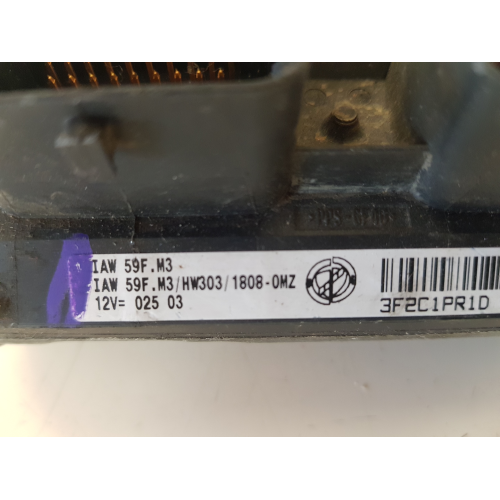 IAW 59F.M3
IAW 59F.M3/HW303/1808-0MZ
12V= 025 03
3F2C1PR1D